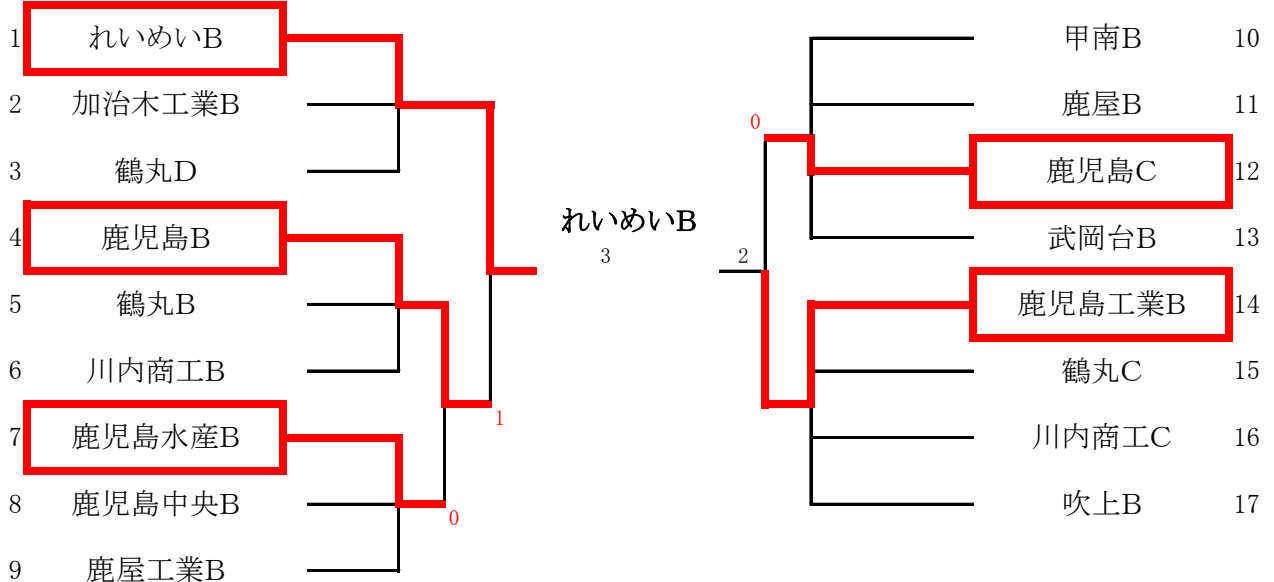 1 れいめいB
2 加治木工業B
3 鶴丸D
4 鹿児島B
5 鶴丸B
6 川内商工B
7 鹿児島水産B
8 鹿児島中央B
9 鹿屋工業B
1
0
れいめいB
3
2
0
甲南B 10
鹿屋B 11
鹿児島C 12
武岡台B 13
鹿児島工業B 14
鶴丸C 15
川内商工C 16
吹上B 17